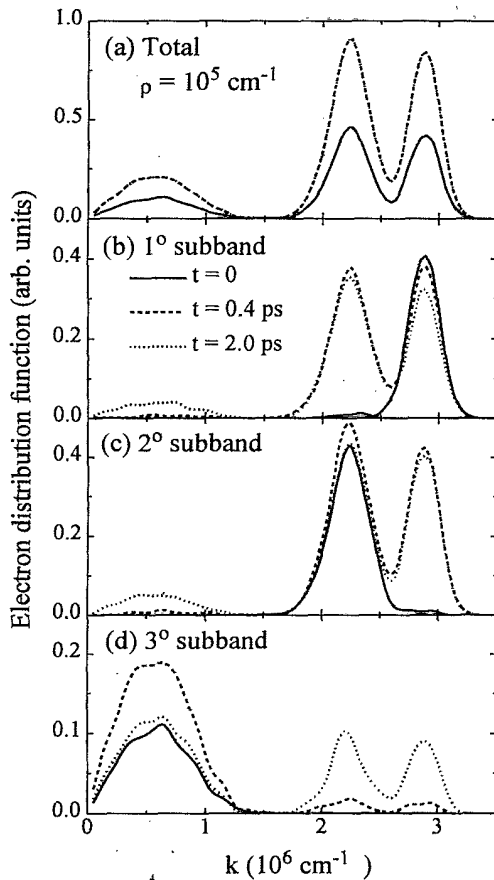 (a) Total
ρ = 10⁵ cm⁻¹
1.0
0.5
0.0
(b) 1° subband
t = 0
t = 0.4 ps
t = 2.0 ps
0.4
0.2
0.0
(c) 2° subband
0.4
0.2
0.0
(d) 3° subband
0.2
0.1
0.0
0
1
2
3
k (10⁶ cm⁻¹)
Electron distribution function (arb. units)